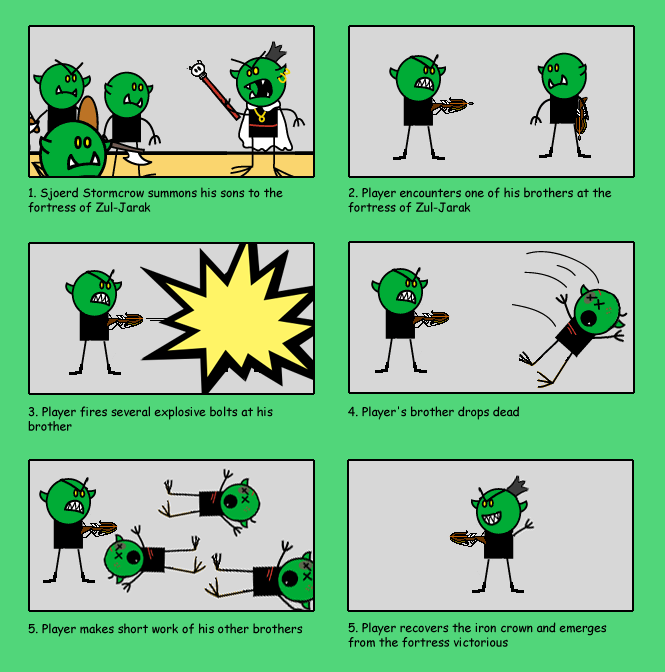 1. Sjoerd Stormcrow summons his sons to the
fortress of Zul-Jarak
2. Player encounters one of his brothers at the
fortress of Zul-Jarak
3. Player fires several explosive bolts at his
brother
4. Player's brother drops dead
5. Player makes short work of his other brothers
5. Player recovers the iron crown and emerges
from the fortress victorious